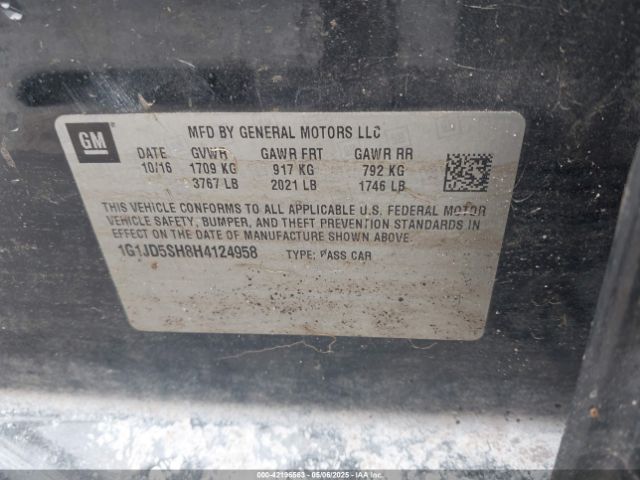 GM
MFD BY GENERAL MOTORS LLC
DATE GVWR GAWR FRT GAWR RR
10/16 1709 KG 917 KG 792 KG
3767 LB 2021 LB 1746 LB
THIS VEHICLE CONFORMS TO ALL APPLICABLE U.S. FEDERAL MOTOR
VEHICLE SAFETY, BUMPER, AND THEFT PREVENTION STANDARDS IN
EFFECT ON THE DATE OF MANUFACTURE SHOWN ABOVE.
1G1JD5SH8H4124958 TYPE: PASS CAR
000-42195563 05/06/2025 IAAI.COM